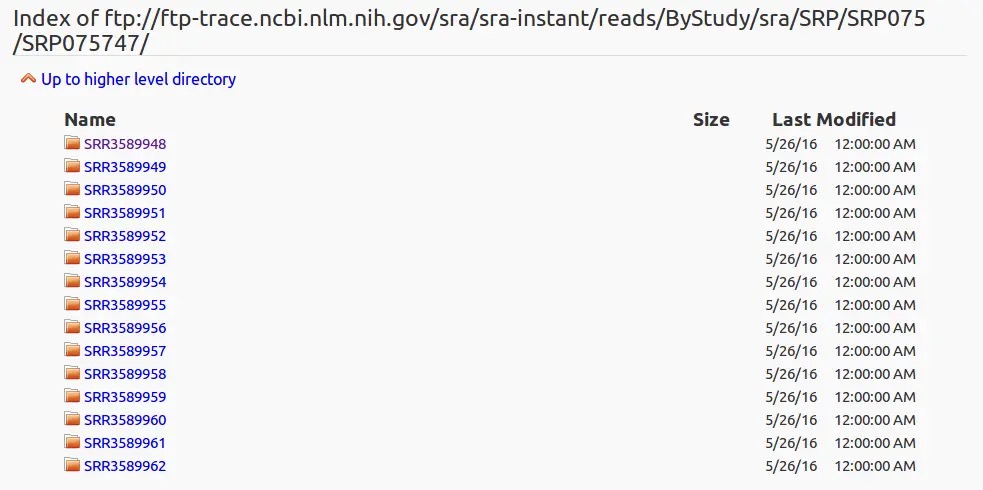 Index of ftp://ftp-trace.ncbi.nlm.nih.gov/sra/sra-instant/reads/ByStudy/sra/SRP/SRP075
/SRP075747/
Up to higher level directory
Name Size Last Modified
SRR3589948 5/26/16 12:00:00 AM
SRR3589949 5/26/16 12:00:00 AM
SRR3589950 5/26/16 12:00:00 AM
SRR3589951 5/26/16 12:00:00 AM
SRR3589952 5/26/16 12:00:00 AM
SRR3589953 5/26/16 12:00:00 AM
SRR3589954 5/26/16 12:00:00 AM
SRR3589955 5/26/16 12:00:00 AM
SRR3589956 5/26/16 12:00:00 AM
SRR3589957 5/26/16 12:00:00 AM
SRR3589958 5/26/16 12:00:00 AM
SRR3589959 5/26/16 12:00:00 AM
SRR3589960 5/26/16 12:00:00 AM
SRR3589961 5/26/16 12:00:00 AM
SRR3589962 5/26/16 12:00:00 AM